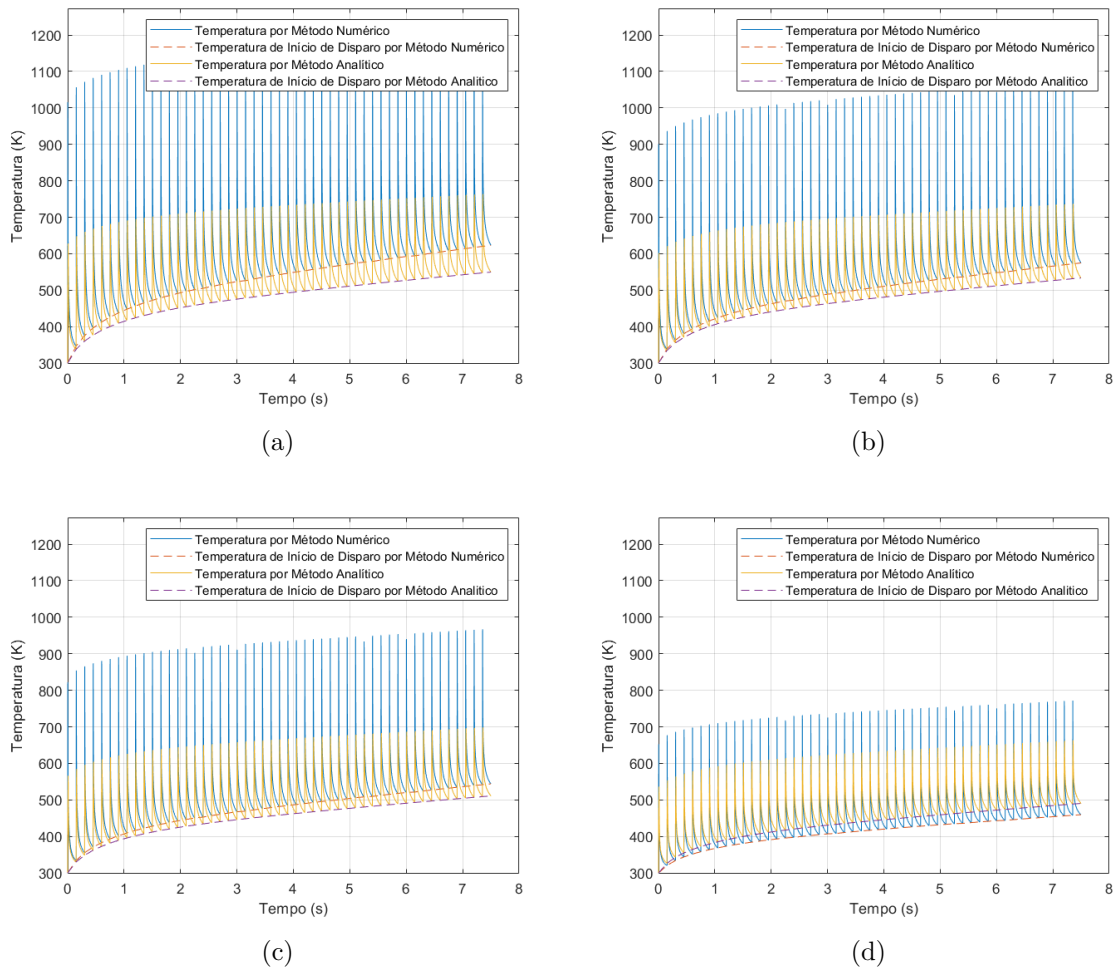 Temperatura por Método Numérico
Temperatura de Início de Disparo por Método Numérico
Temperatura por Método Analítico
Temperatura de Início de Disparo por Método Analítico
1200
1100
1000
900
800
700
600
500
400
300
Temperatura (K)
0 1 2 3 4 5 6 7 8
Tempo (s)
(a)
Temperatura por Método Numérico
Temperatura de Início de Disparo por Método Numérico
Temperatura por Método Analítico
Temperatura de Início de Disparo por Método Analítico
1200
1100
1000
900
800
700
600
500
400
300
Temperatura (K)
0 1 2 3 4 5 6 7 8
Tempo (s)
(b)
Temperatura por Método Numérico
Temperatura de Início de Disparo por Método Numérico
Temperatura por Método Analítico
Temperatura de Início de Disparo por Método Analítico
1200
1100
1000
900
800
700
600
500
400
300
Temperatura (K)
0 1 2 3 4 5 6 7 8
Tempo (s)
(c)
Temperatura por Método Numérico
Temperatura de Início de Disparo por Método Numérico
Temperatura por Método Analítico
Temperatura de Início de Disparo por Método Analítico
1200
1100
1000
900
800
700
600
500
400
300
Temperatura (K)
0 1 2 3 4 5 6 7 8
Tempo (s)
(d)